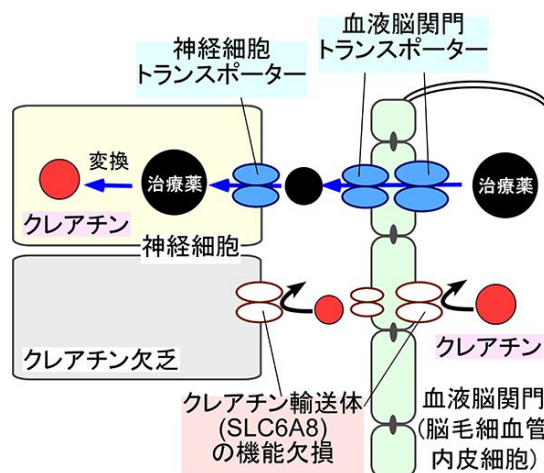 神経細胞
トランスポーター
血液脳関門
トランスポーター
変換
治療薬
治療薬
クレアチン
神経細胞
クレアチン欠乏
クレアチン
クレアチン輸送体
(SLC6A8)
の機能欠損
血液脳関門
(脳毛細血管
内皮細胞)